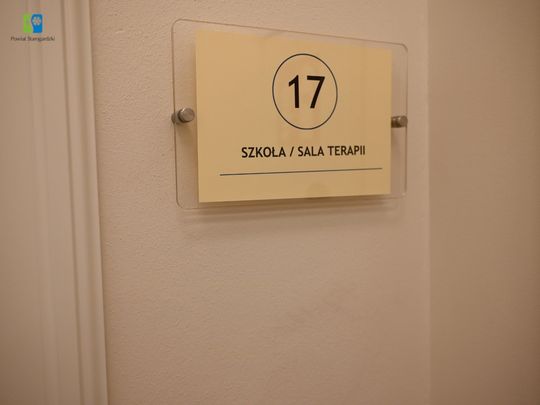 Powiat Stargardzki
17
SZKOŁA / SALA TERAPII